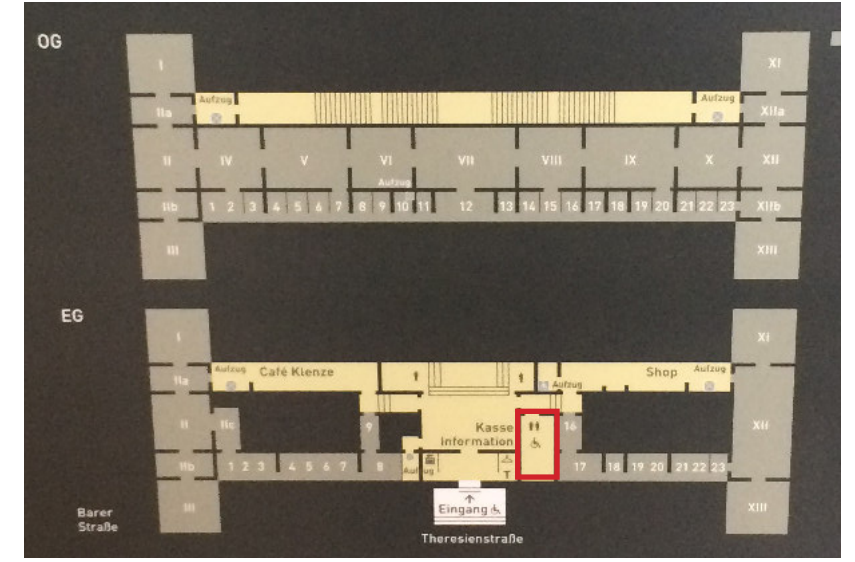 OG
I
XI
Aufzug
Aufzug
IIa
XIIa
II
IV
V
VI
VII
VIII
IX
X
XII
Aufzug
IIb
1 2 3 4 5 6 7 8 9 10 11 12 13 14 15 16 17 18 19 20 21 22 23
XIIb
III
XIII
EG
I
XI
Aufzug
Café Klenze
Shop
Aufzug
IIa
Aufzug
II
IIc
9
Kasse
Information
16
XII
IIb
1 2 3 4 5 6 7 8
Aufzug
T
17 18 19 20 21 22 23
III
Eingang
XIII
Barer
Straße
Theresienstraße